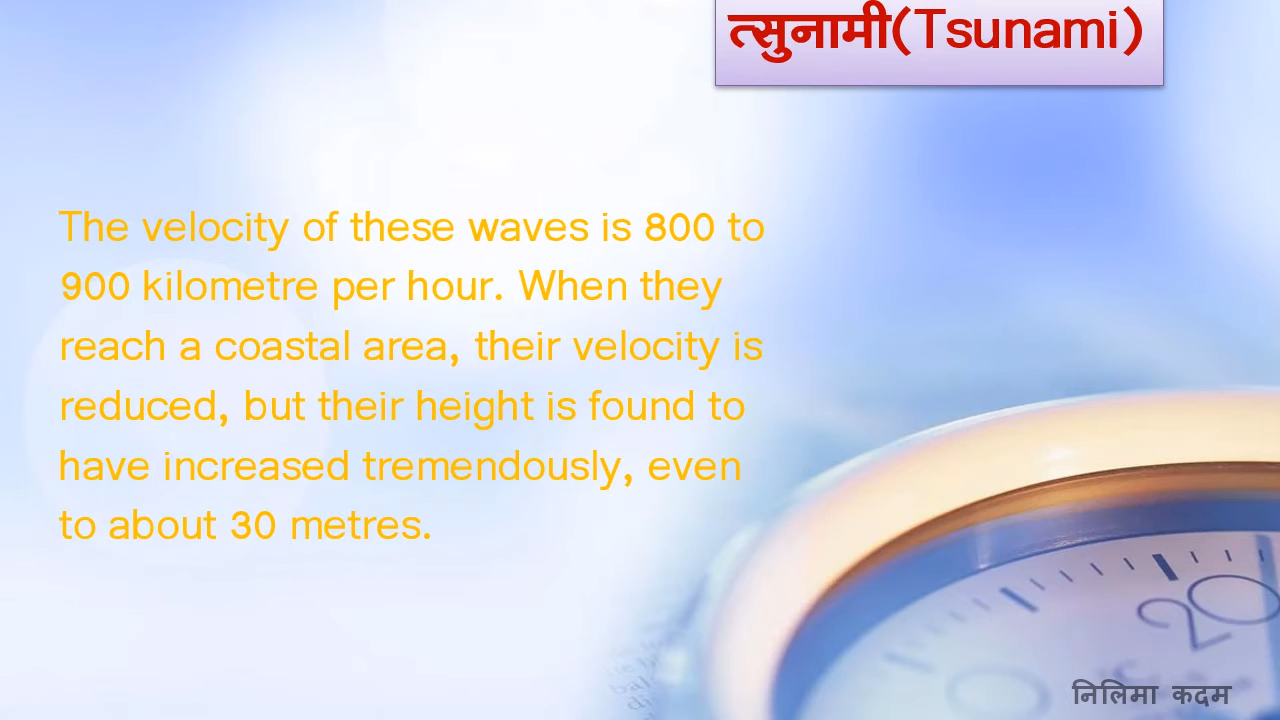 त्सुनामी(Tsunami)
The velocity of these waves is 800 to
900 kilometre per hour. When they
reach a coastal area, their velocity is
reduced, but their height is found to
have increased tremendously, even
to about 30 metres.
20
निलिमा कदम